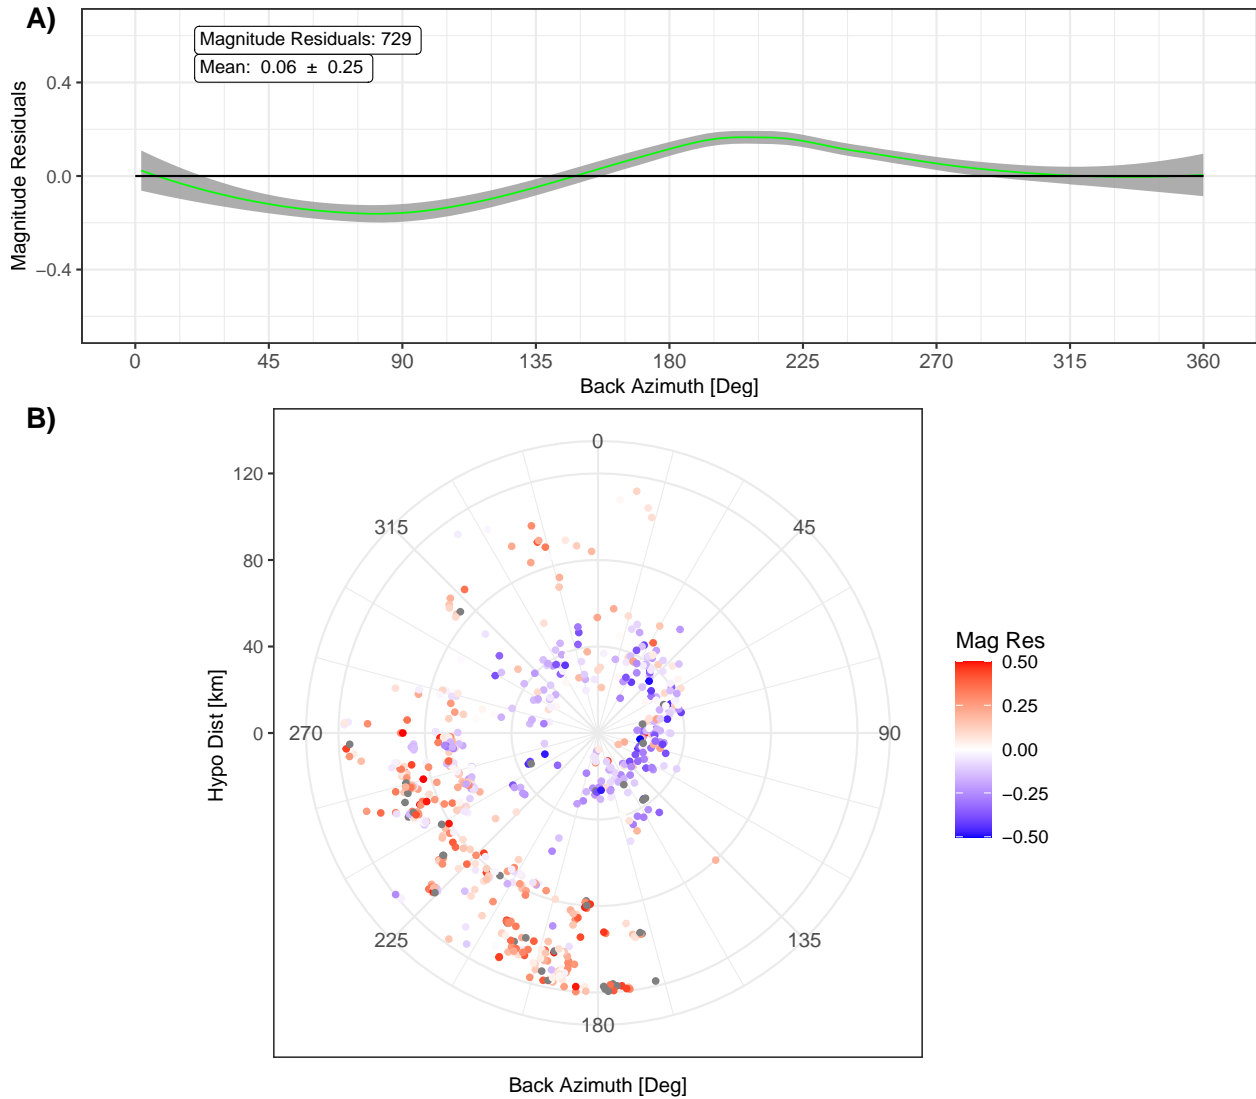 A)
Magnitude Residuals: 729
Mean: 0.06 ± 0.25
Magnitude Residuals
0.4
0.0
−0.4
0 45 90 135 180 225 270 315 360
Back Azimuth [Deg]
B)
Hypo Dist [km]
120
80
40
0
0
45
90
135
180
225
270
315
Back Azimuth [Deg]
Mag Res
0.50
0.25
0.00
−0.25
−0.50